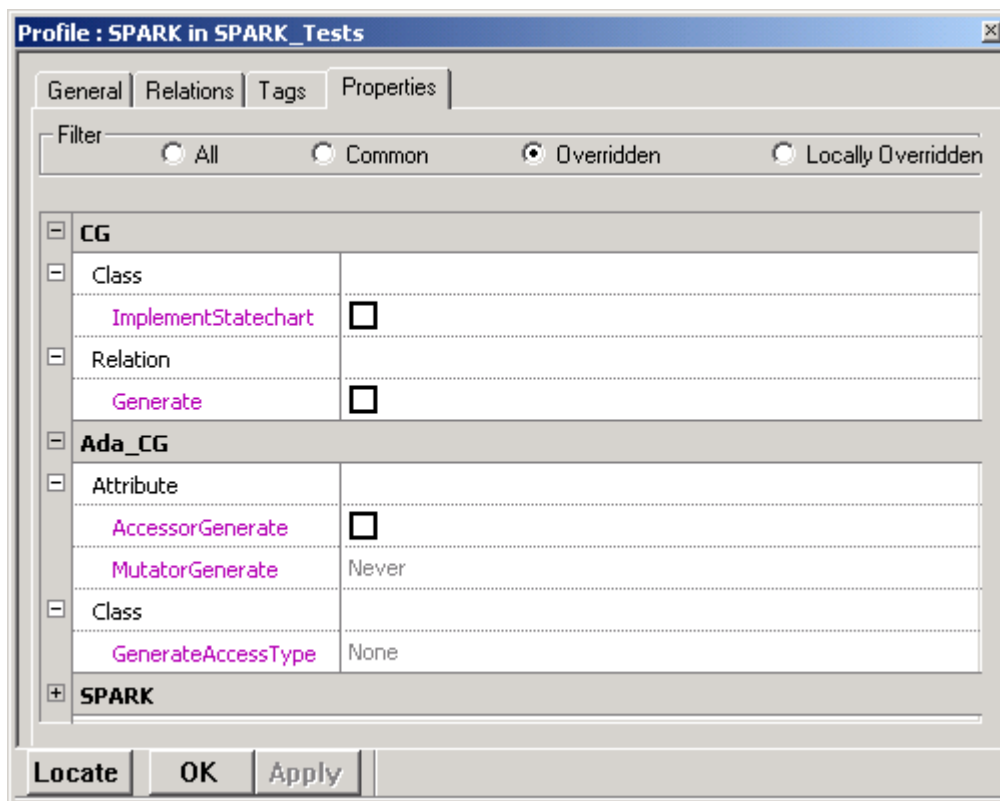 Profile : SPARK in SPARK_Tests
General Relations Tags Properties
Filter
All Common Overridden Locally Overridden
CG
Class
ImplementStatechart
Relation
Generate
Ada_CG
Attribute
AccessorGenerate
MutatorGenerate Never
Class
GenerateAccessType None
SPARK
Locate OK Apply